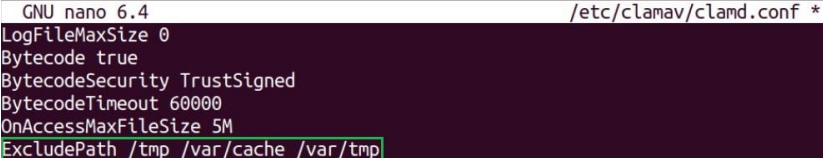 GNU nano 6.4 /etc/clamav/clamd.conf *
LogFileMaxSize 0
Bytecode true
BytecodeSecurity TrustSigned
BytecodeTimeout 60000
OnAccessMaxFileSize 5M
ExcludePath /tmp /var/cache /var/tmp